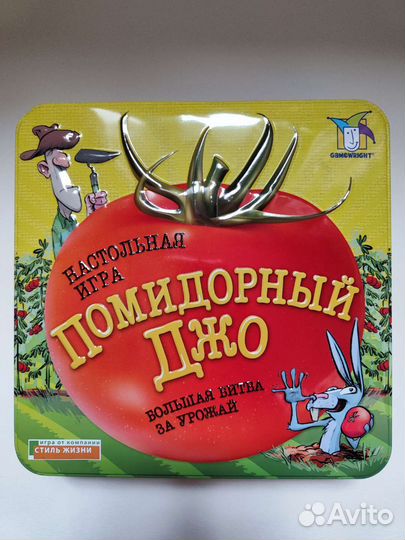 GAMEWRIGHT
НАСТОЛЬНАЯ
ИГРА
ПОМИДОРНЫЙ
ДЖО
БОЛЬШАЯ БИТВА
ЗА УРОЖАЙ
игра от компании
СТИЛЬ ЖИЗНИ
Avito